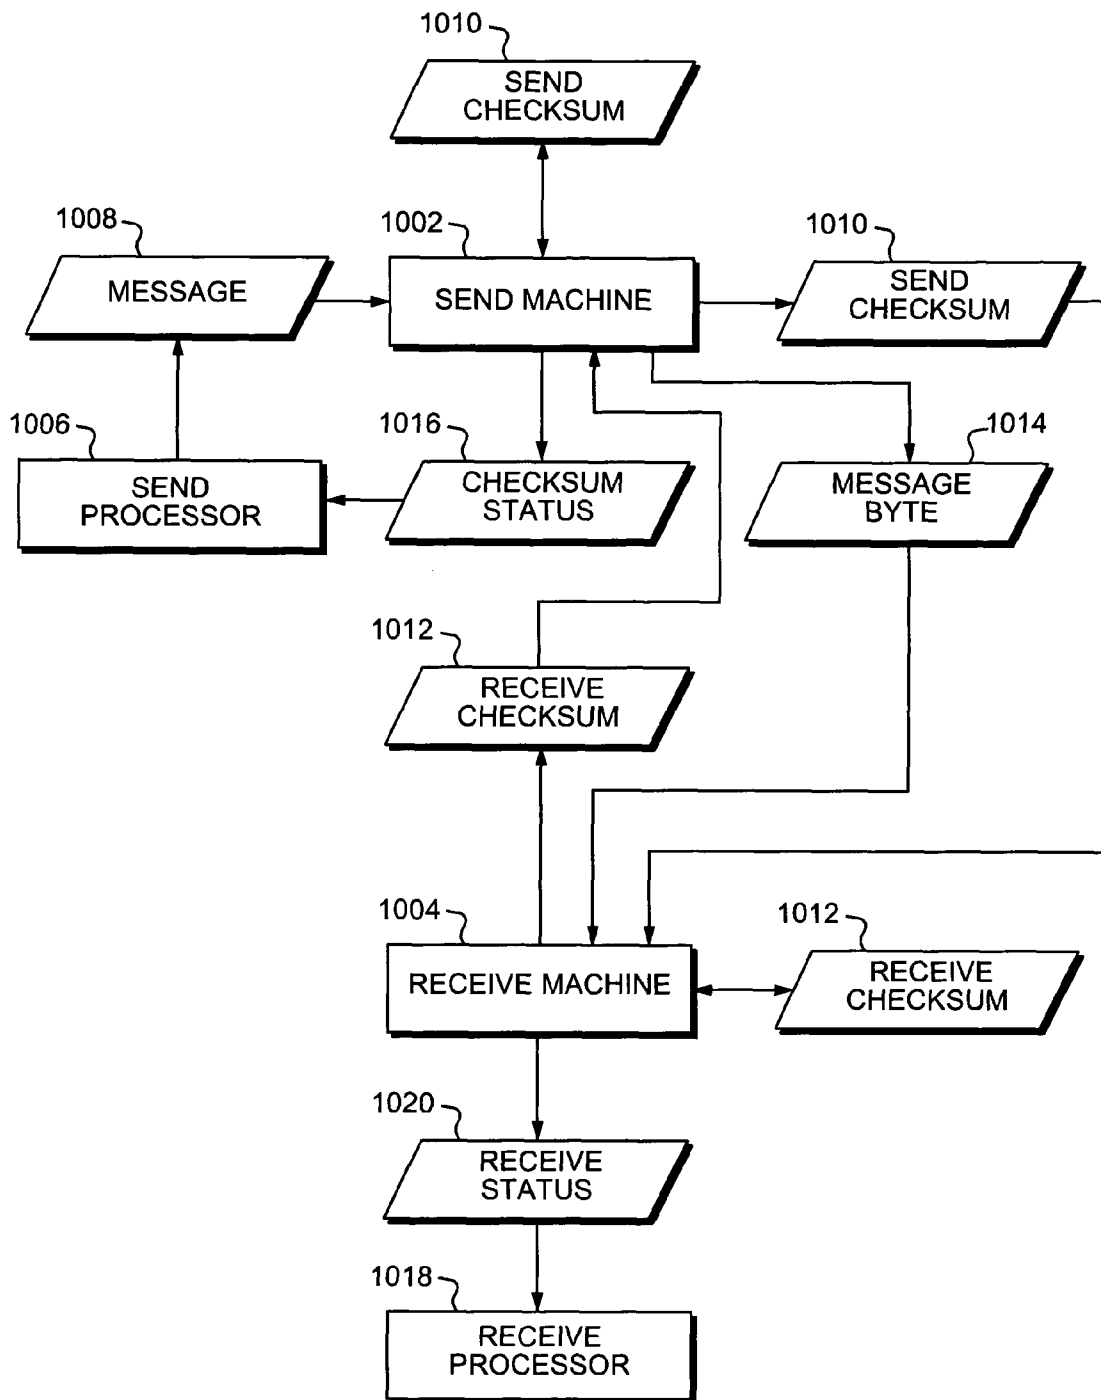 1010
SEND
CHECKSUM
1008
MESSAGE
1002
SEND MACHINE
1010
SEND
CHECKSUM
1006
SEND
PROCESSOR
1016
CHECKSUM
STATUS
1014
MESSAGE
BYTE
1012
RECEIVE
CHECKSUM
1004
RECEIVE MACHINE
1012
RECEIVE
CHECKSUM
1020
RECEIVE
STATUS
1018
RECEIVE
PROCESSOR